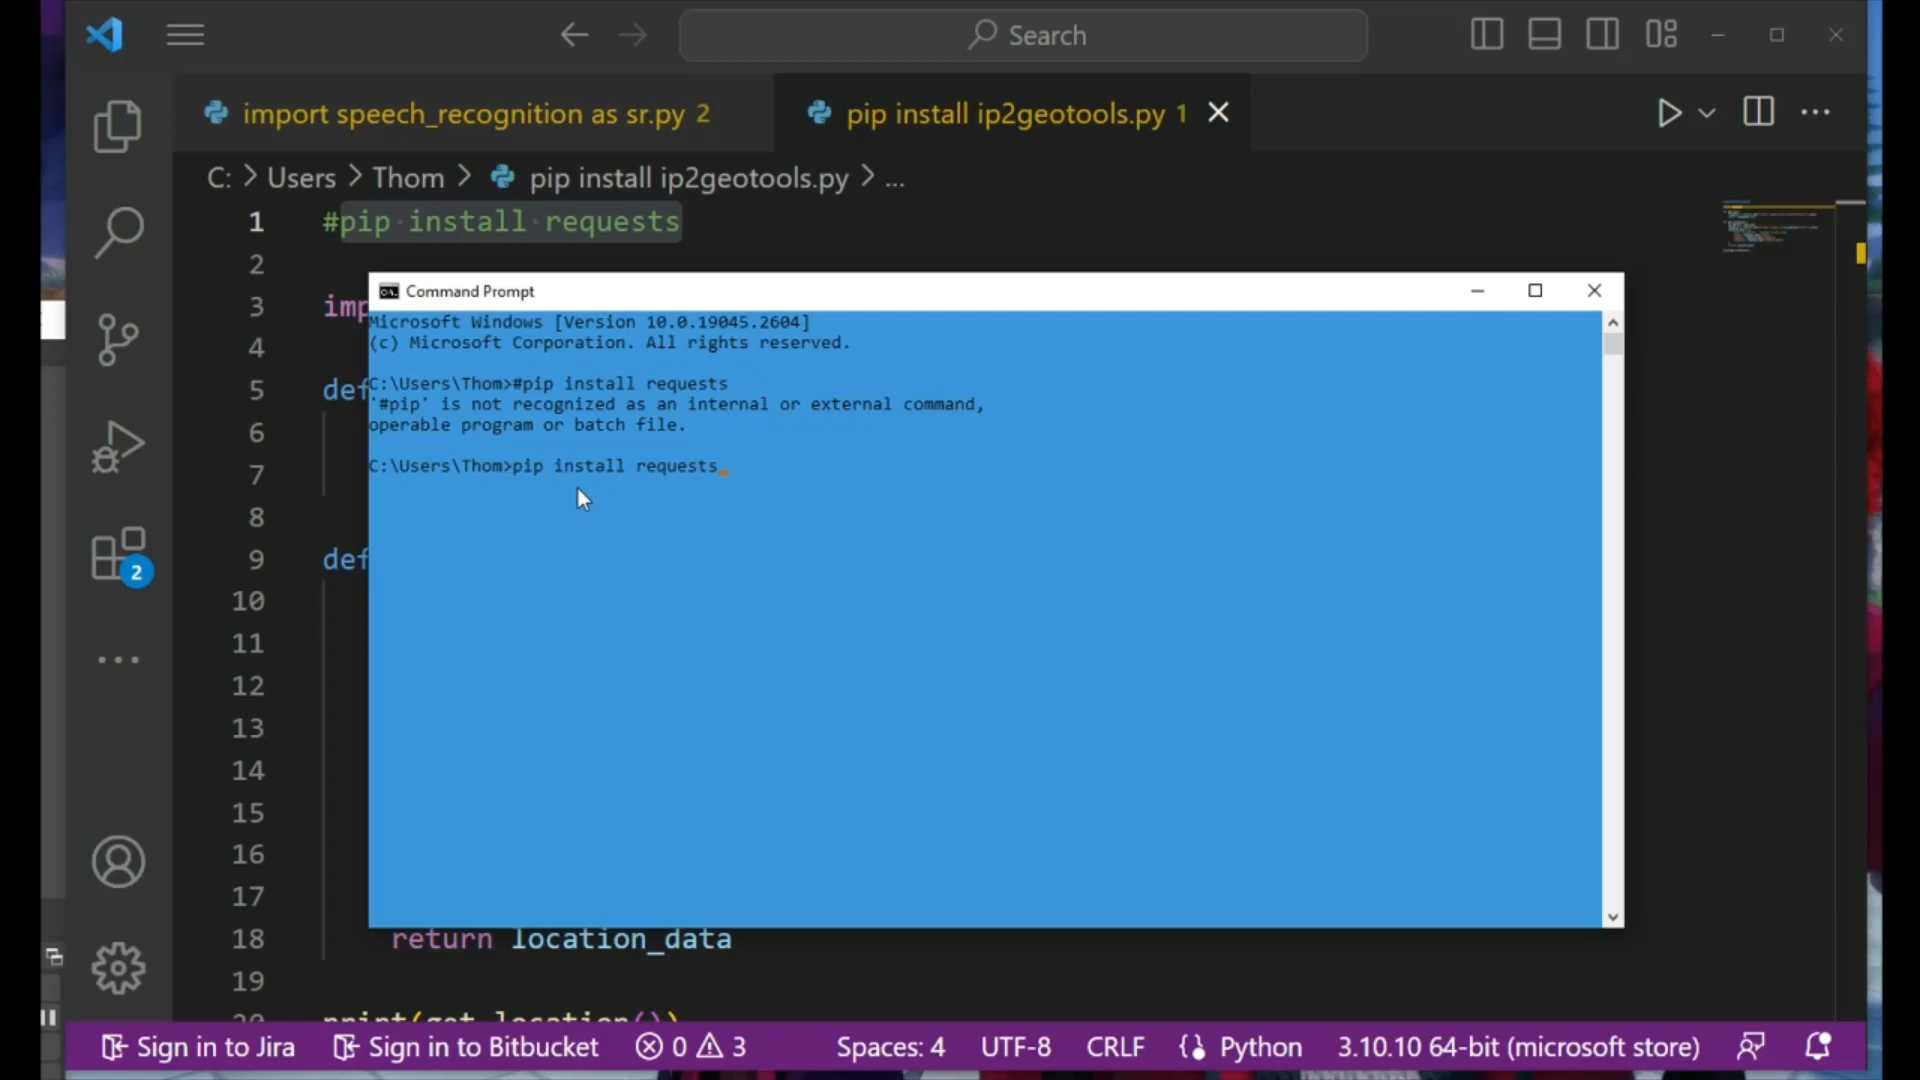 Search
import speech_recognition as sr.py 2
pip install ip2geotools.py 1
C: > Users > Thom > pip install ip2geotools.py > ...
1 #pip install requests
2
3 imp
4
5 def
6
7
8
9 def
10
11
12
13
14
15
16
17
18 return location_data
19
20 print(get_location())
Command Prompt
Microsoft Windows [Version 10.0.19045.2604]
(c) Microsoft Corporation. All rights reserved.
C:\Users\Thom>#pip install requests
'#pip' is not recognized as an internal or external command,
operable program or batch file.
C:\Users\Thom>pip install requests
2
Sign in to Jira Sign in to Bitbucket 0 3 Spaces: 4 UTF-8 CRLF Python 3.10.10 64-bit (microsoft store)